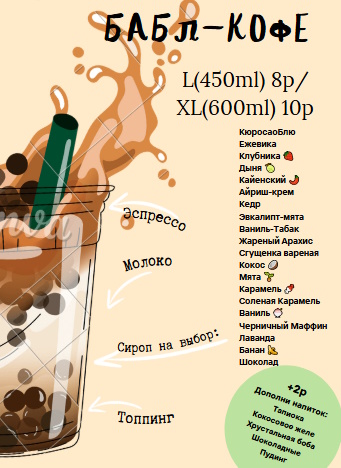 БАБЛ-КОФЕ
L(450ml) 8р/
XL(600ml) 10р
КюросаоБлю
Ежевика
Клубника
Дыня
Кайенский
Айриш-крем
Кедр
Эвкалипт-мята
Ваниль-Табак
Жареный Арахис
Сгущенка вареная
Кокос
Мята
Карамель
Соленая Карамель
Ваниль
Черничный Маффин
Лаванда
Банан
Шоколад
Эспрессо
Молоко
Сироп на выбор:
Топпинг
+2р
Дополни напиток:
Тапиока
Кокосовое желе
Хрустальная боба
Шоколадные
Пудинг